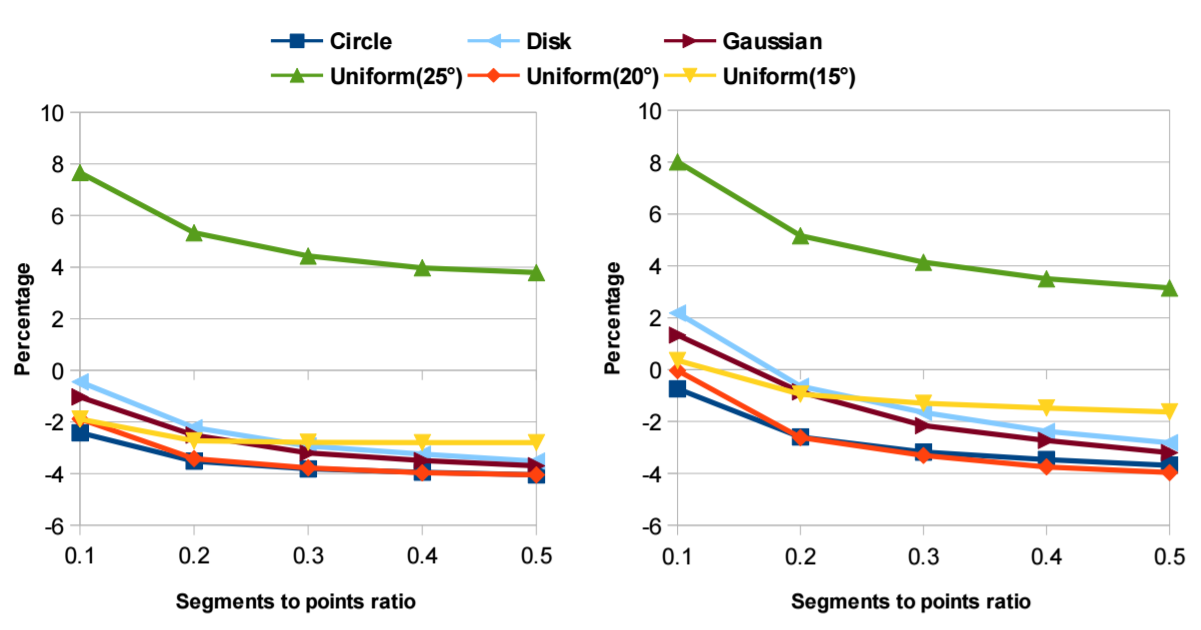 Circle Disk Gaussian
Uniform(25°) Uniform(20°) Uniform(15°)
10
8
6
4
2
0
-2
-4
-6
Percentage
0.1 0.2 0.3 0.4 0.5
Segments to points ratio
10
8
6
4
2
0
-2
-4
-6
Percentage
0.1 0.2 0.3 0.4 0.5
Segments to points ratio